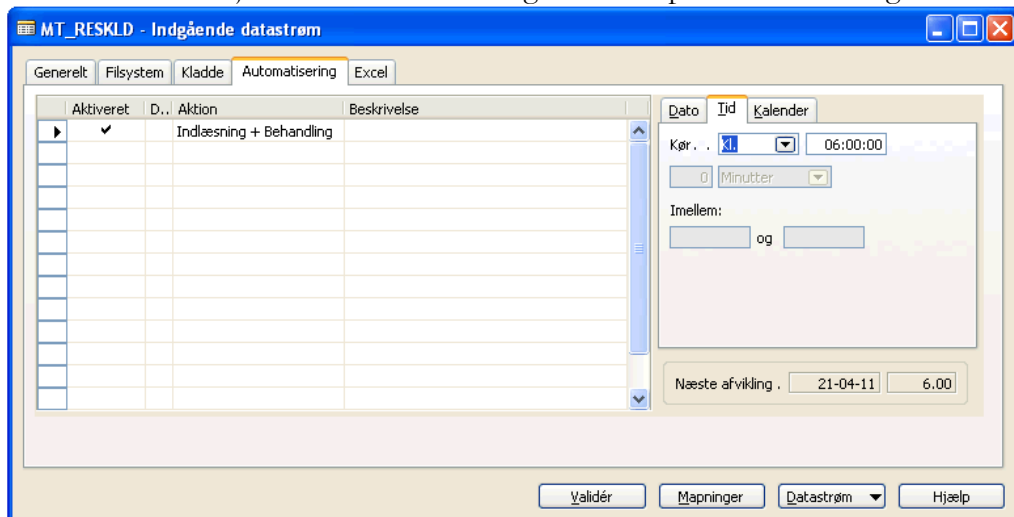 MT_RESKLD - Indgående datastrøm
Generelt Filsystem Kladde Automatisering Excel
Aktiveret D.. Aktion Beskrivelse
Indlæsning + Behandling
Dato Tid Kalender
Kør. . Kl. 06:00:00
0 Minutter
Imellem:
og
Næste afvikling . 21-04-11 6.00
Validér Mapninger Datastrøm Hjælp